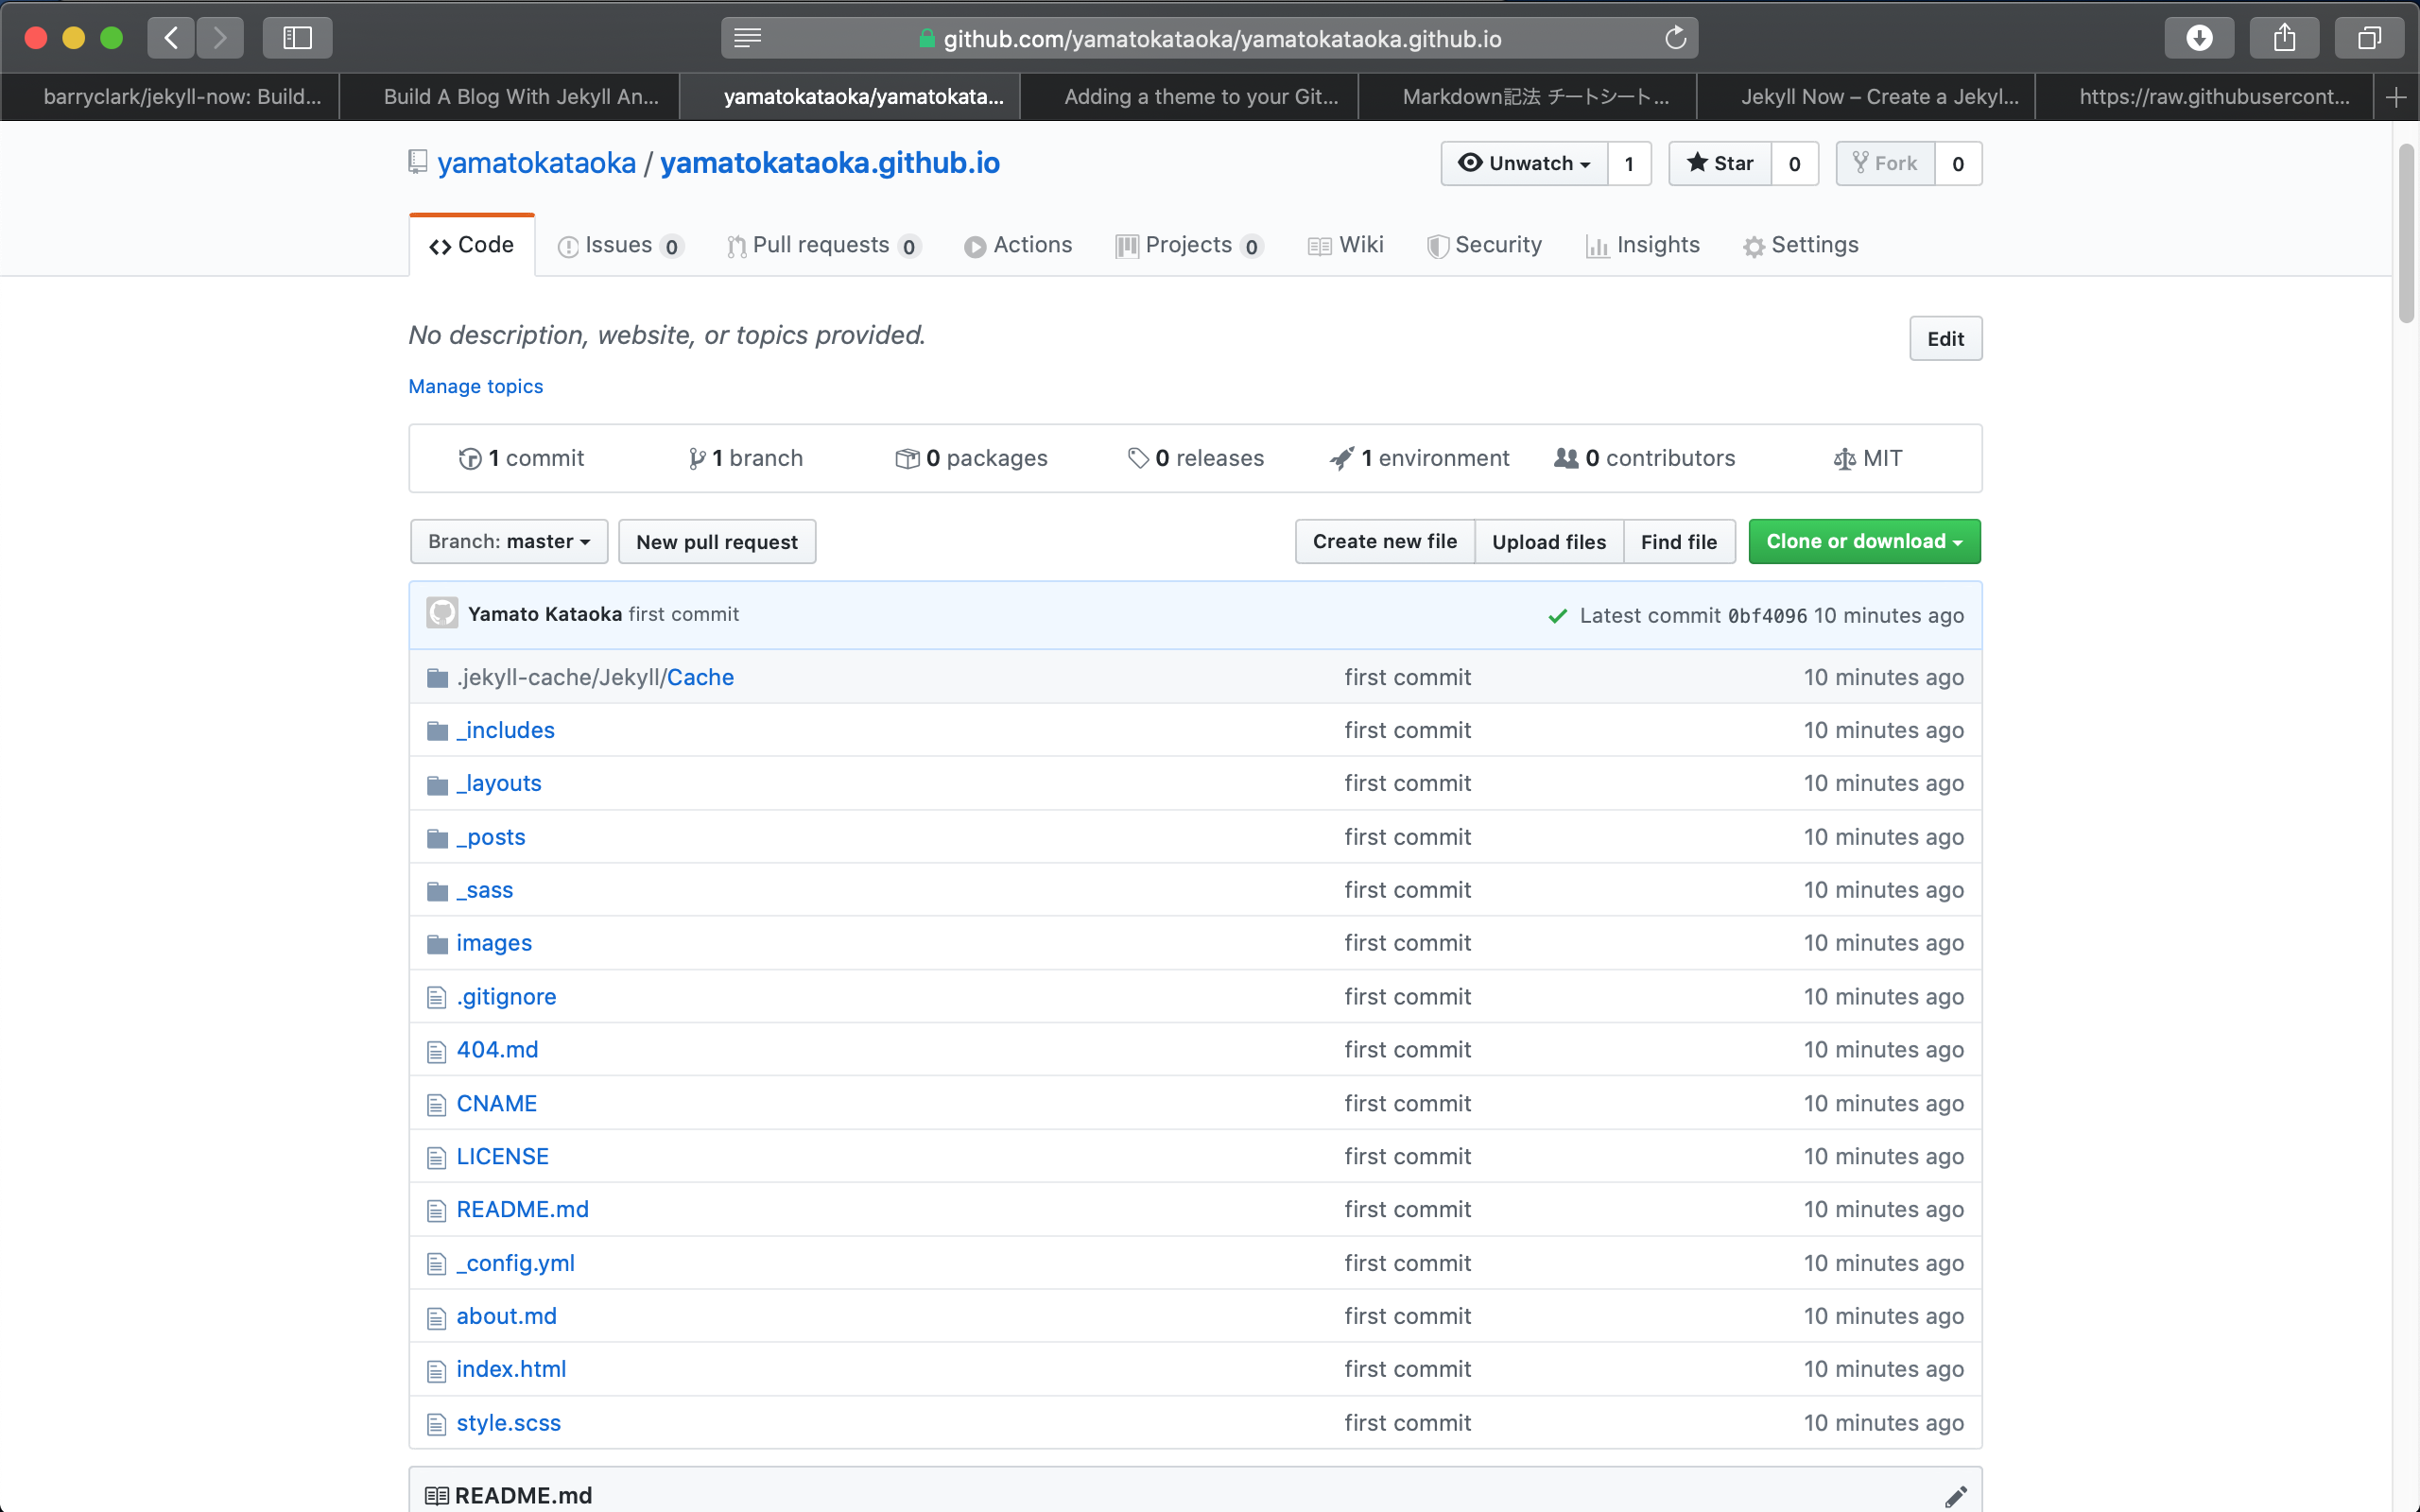 github.com/yamatokataoka/yamatokataoka.github.io
barryclark/jekyll-now: Build... Build A Blog With Jekyll An... yamatokataoka/yamatokata... Adding a theme to your Git... Markdown記法 チートシート... Jekyll Now – Create a Jekyl... https://raw.githubusercont...
yamatokataoka / yamatokataoka.github.io Unwatch 1 Star 0 Fork 0
Code Issues 0 Pull requests 0 Actions Projects 0 Wiki Security Insights Settings
No description, website, or topics provided. Edit
Manage topics
1 commit 1 branch 0 packages 0 releases 1 environment 0 contributors MIT
Branch: master New pull request Create new file Upload files Find file Clone or download
Yamato Kataoka first commit Latest commit 0bf4096 10 minutes ago
.jekyll-cache/Jekyll/Cache first commit 10 minutes ago
_includes first commit 10 minutes ago
_layouts first commit 10 minutes ago
_posts first commit 10 minutes ago
_sass first commit 10 minutes ago
images first commit 10 minutes ago
.gitignore first commit 10 minutes ago
404.md first commit 10 minutes ago
CNAME first commit 10 minutes ago
LICENSE first commit 10 minutes ago
README.md first commit 10 minutes ago
_config.yml first commit 10 minutes ago
about.md first commit 10 minutes ago
index.html first commit 10 minutes ago
style.scss first commit 10 minutes ago
README.md